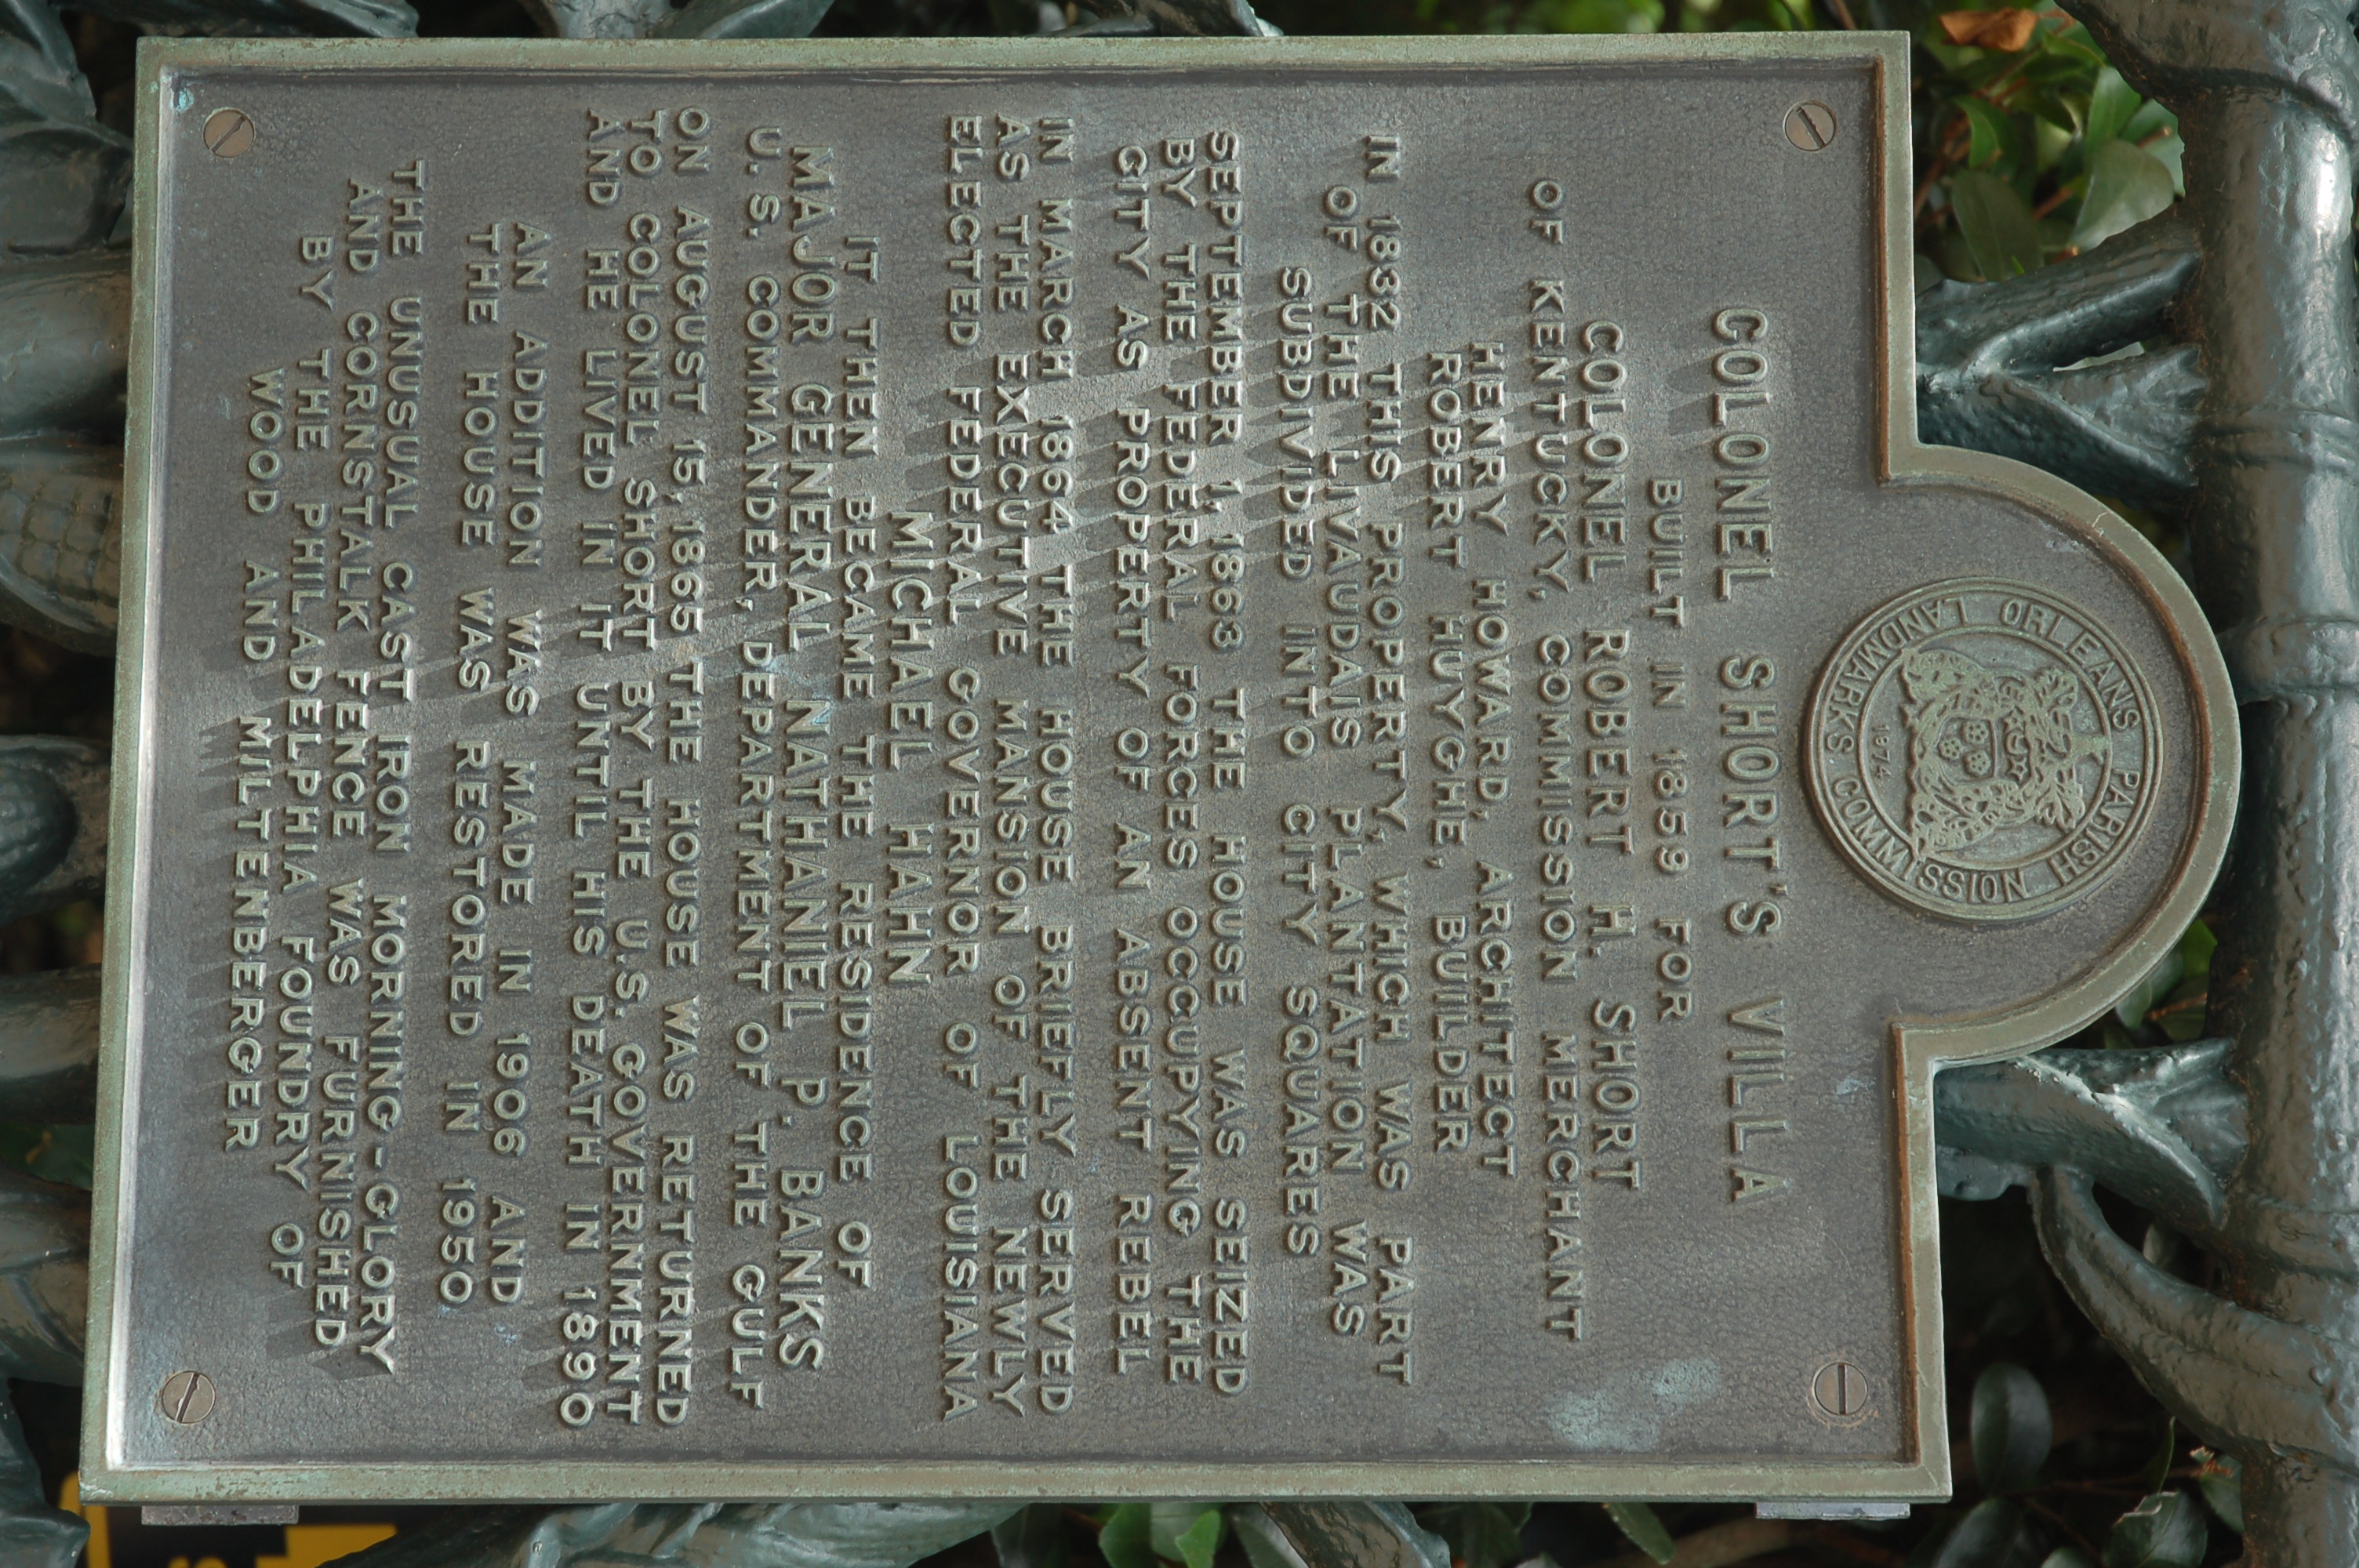 ORLEANS PARISH
LANDMARKS COMMISSION
1974
COLONEL SHORT'S VILLA
BUILT IN 1859 FOR
COLONEL ROBERT H. SHORT
OF KENTUCKY, COMMISSION MERCHANT
HENRY HOWARD, ARCHITECT
ROBERT HUYGHE, BUILDER
IN 1832 THIS PROPERTY, WHICH WAS PART
OF THE LIVAUDAIS PLANTATION WAS
SUBDIVIDED INTO CITY SQUARES
SEPTEMBER 1, 1863 THE HOUSE WAS SEIZED
BY THE FEDERAL FORCES OCCUPYING THE
CITY AS PROPERTY OF AN ABSENT REBEL
IN MARCH 1864 THE HOUSE BRIEFLY SERVED
AS THE EXECUTIVE MANSION OF THE NEWLY
ELECTED FEDERAL GOVERNOR OF LOUISIANA
MICHAEL HAHN
IT THEN BECAME THE RESIDENCE OF
MAJOR GENERAL NATHANIEL P. BANKS
U.S. COMMANDER, DEPARTMENT OF THE GULF
ON AUGUST 15, 1865 THE HOUSE WAS RETURNED
TO COLONEL SHORT BY THE U.S. GOVERNMENT
AND HE LIVED IN IT UNTIL HIS DEATH IN 1890
AN ADDITION WAS MADE IN 1906 AND
THE HOUSE WAS RESTORED IN 1950
THE UNUSUAL CAST IRON MORNING-GLORY
AND CORNSTALK FENCE WAS FURNISHED
BY THE PHILADELPHIA FOUNDRY OF
WOOD AND MILTENBERGER